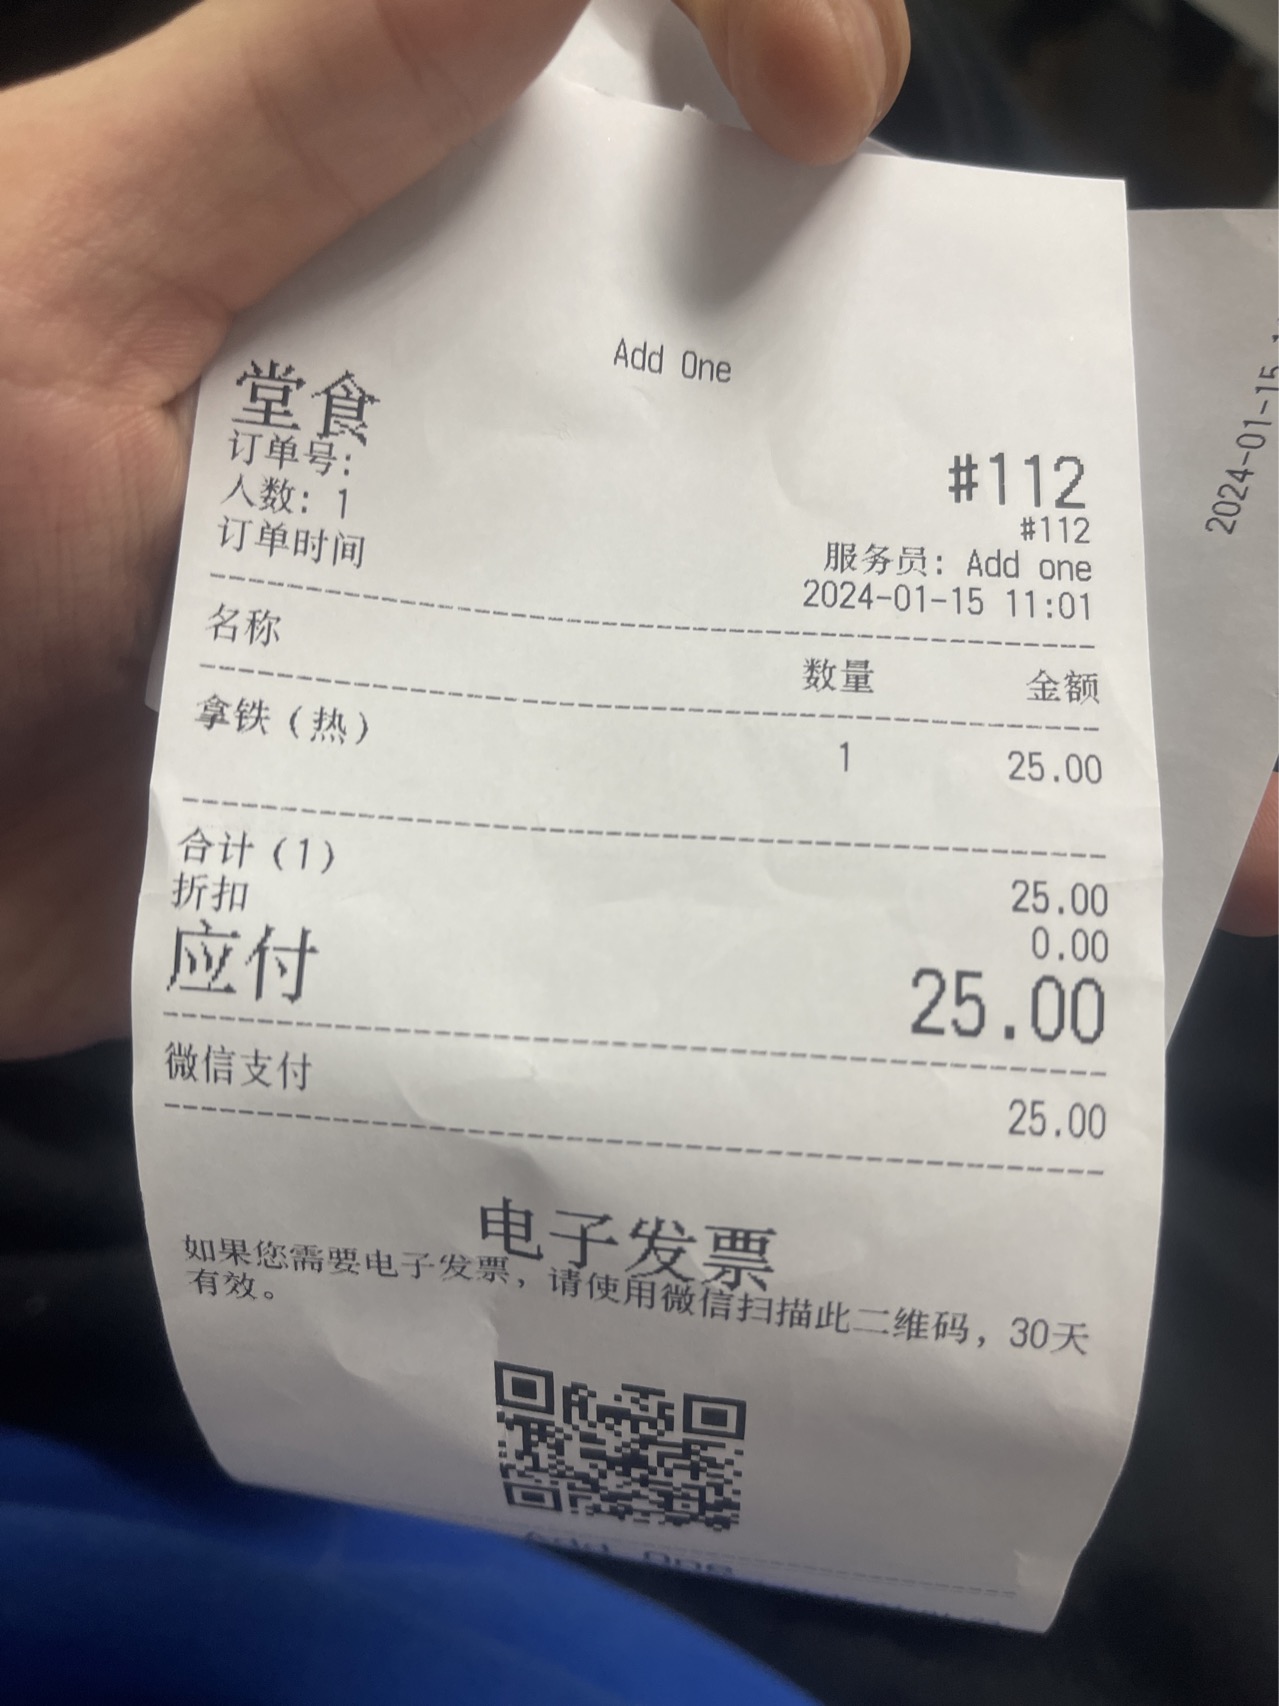 Add One
堂食 #112
订单号: #112
人数: 1 服务员: Add one
订单时间 2024-01-15 11:01
名称 数量 金额
拿铁（热） 1 25.00
合计（1） 25.00
折扣 0.00
应付 25.00
微信支付 25.00
电子发票
如果您需要电子发票，请使用微信扫描此二维码，30天
有效。
Add One
2024-01-15